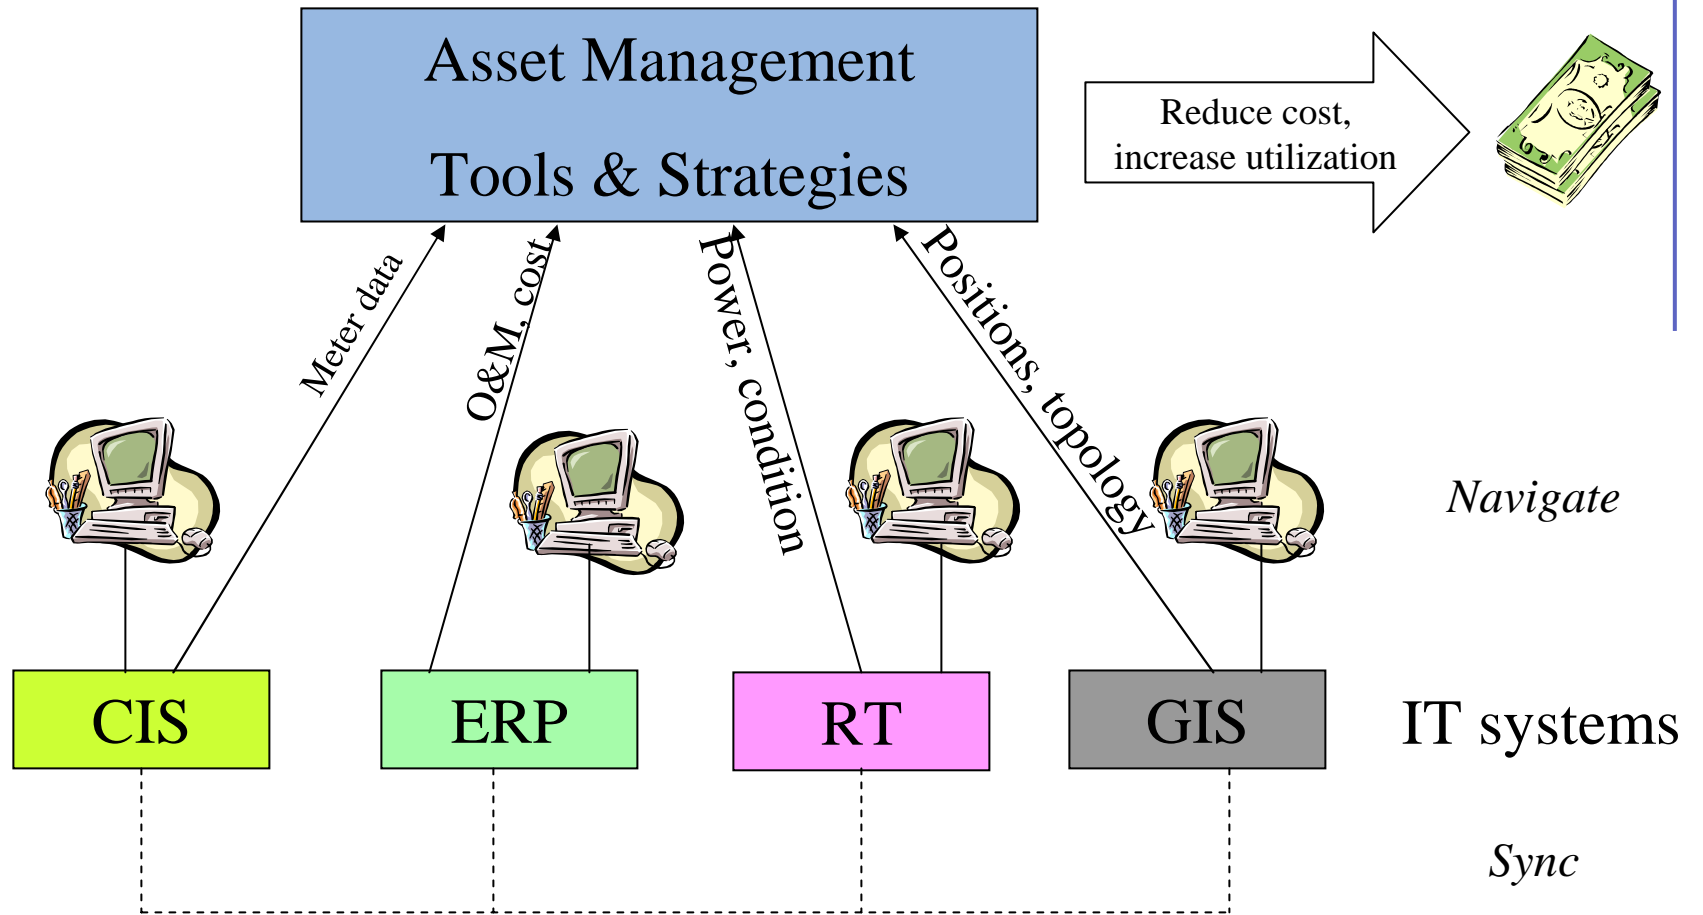 Asset Management
Tools & Strategies
Reduce cost,
increase utilization
Meter data
O&M, cost
Power, condition
Positions, topology
Navigate
CIS
ERP
RT
GIS
IT systems
Sync